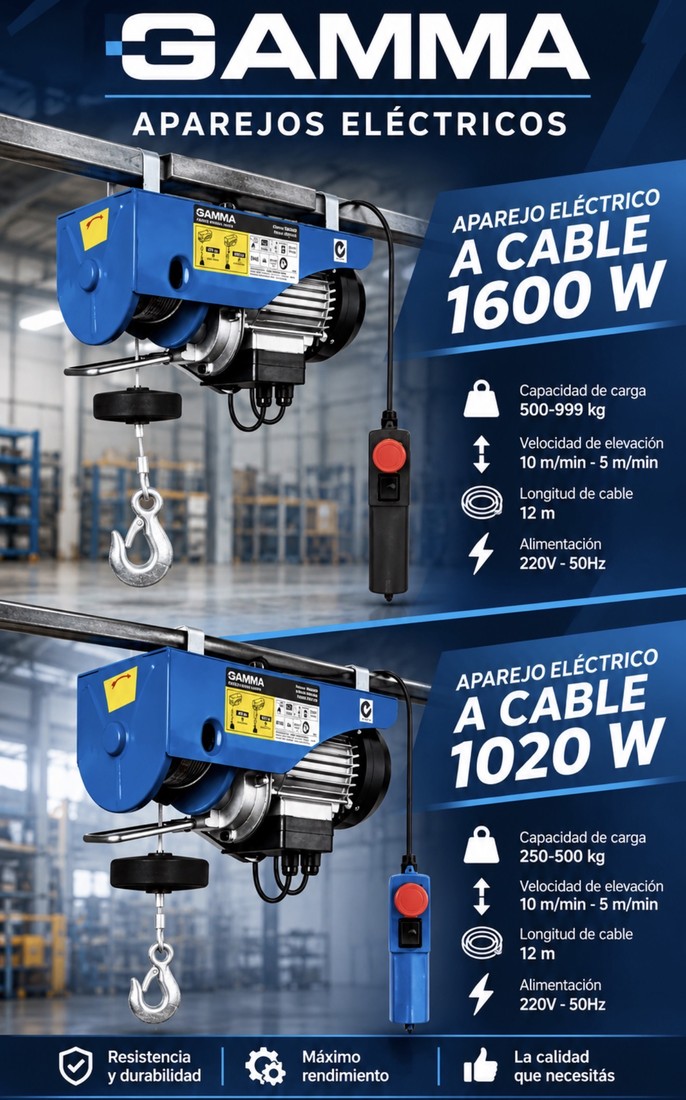 GAMMA
APAREJOS ELÉCTRICOS
GAMMA
APAREJO ELÉCTRICO
A CABLE
1600 W
Capacidad de carga
500-999 kg
Velocidad de elevación
10 m/min - 5 m/min
Longitud de cable
12 m
Alimentación
220V - 50Hz
GAMMA
APAREJO ELÉCTRICO
A CABLE
1020 W
Capacidad de carga
250-500 kg
Velocidad de elevación
10 m/min - 5 m/min
Longitud de cable
12 m
Alimentación
220V - 50Hz
Resistencia
y durabilidad
Máximo
rendimiento
La calidad
que necesitás